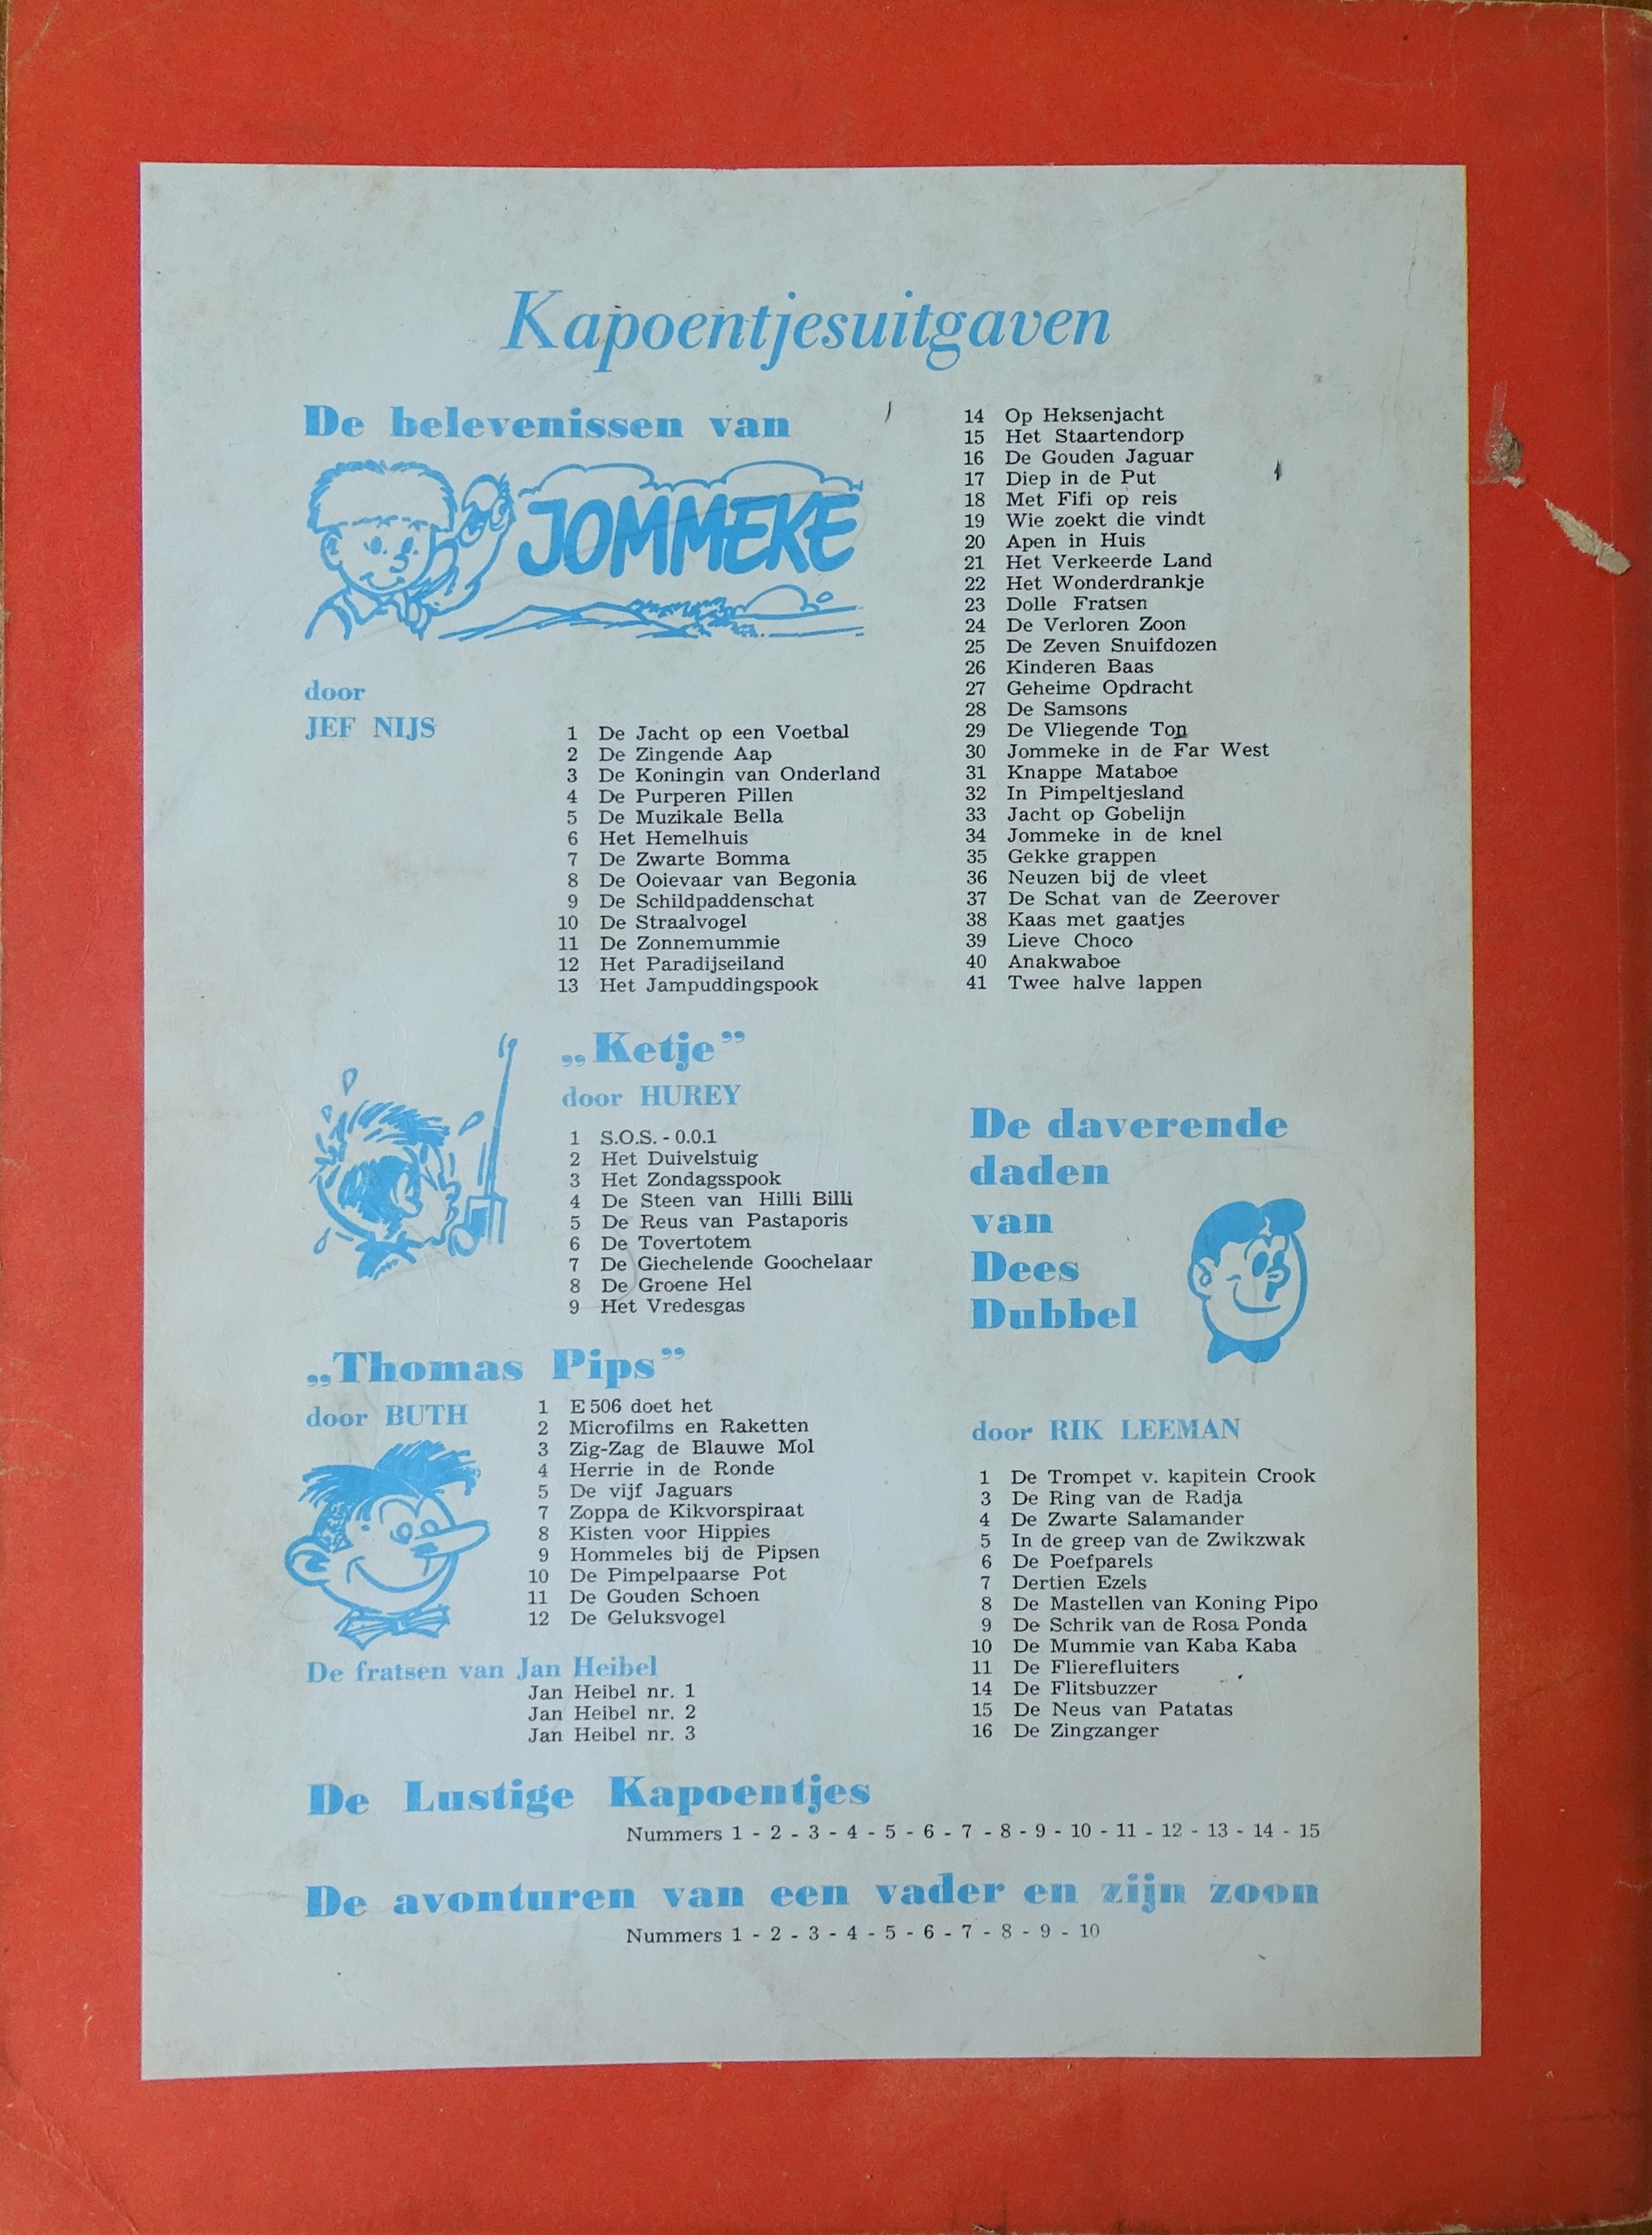 Kapoentjesuitgaven
De belevenissen van
JOMMEKE
door
JEF NIJS
1 De Jacht op een Voetbal
2 De Zingende Aap
3 De Koningin van Onderland
4 De Purperen Pillen
5 De Muzikale Bella
6 Het Hemelhuis
7 De Zwarte Bomma
8 De Ooievaar van Begonia
9 De Schildpaddenschat
10 De Straalvogel
11 De Zonnemummie
12 Het Paradijseiland
13 Het Jampuddingspook
14 Op Heksenjacht
15 Het Staartendorp
16 De Gouden Jaguar
17 Diep in de Put
18 Met Fifi op reis
19 Wie zoekt die vindt
20 Apen in Huis
21 Het Verkeerde Land
22 Het Wonderdrankje
23 Dolle Fratsen
24 De Verloren Zoon
25 De Zeven Snuifdozen
26 Kinderen Baas
27 Geheime Opdracht
28 De Samsons
29 De Vliegende Ton
30 Jommeke in de Far West
31 Knappe Mataboe
32 In Pimpeltjesland
33 Jacht op Gobelijn
34 Jommeke in de knel
35 Gekke grappen
36 Neuzen bij de vleet
37 De Schat van de Zeerover
38 Kaas met gaatjes
39 Lieve Choco
40 Anakwaboe
41 Twee halve lappen
„Ketje”
door HUREY
1 S.O.S. - 0.0.1
2 Het Duivelstuig
3 Het Zondagsspook
4 De Steen van Hilli Billi
5 De Reus van Pastaporis
6 De Tovertotem
7 De Giechelende Goochelaar
8 De Groene Hel
9 Het Vredesgas
„Thomas Pips”
door BUTH
1 E 506 doet het
2 Microfilms en Raketten
3 Zig-Zag de Blauwe Mol
4 Herrie in de Ronde
5 De vijf Jaguars
7 Zoppa de Kikvorspiraat
8 Kisten voor Hippies
9 Hommeles bij de Pipsen
10 De Pimpelpaarse Pot
11 De Gouden Schoen
12 De Geluksvogel
De fratsen van Jan Heibel
Jan Heibel nr. 1
Jan Heibel nr. 2
Jan Heibel nr. 3
De daverende
daden
van
Dees
Dubbel
door RIK LEEMAN
1 De Trompet v. kapitein Crook
3 De Ring van de Radja
4 De Zwarte Salamander
5 In de greep van de Zwikzwak
6 De Poefparels
7 Dertien Ezels
8 De Mastellen van Koning Pipo
9 De Schrik van de Rosa Ponda
10 De Mummie van Kaba Kaba
11 De Flierefluiters
14 De Flitsbuzzer
15 De Neus van Patatas
16 De Zingzanger
De Lustige Kapoentjes
Nummers 1 - 2 - 3 - 4 - 5 - 6 - 7 - 8 - 9 - 10 - 11 - 12 - 13 - 14 - 15
De avonturen van een vader en zijn zoon
Nummers 1 - 2 - 3 - 4 - 5 - 6 - 7 - 8 - 9 - 10